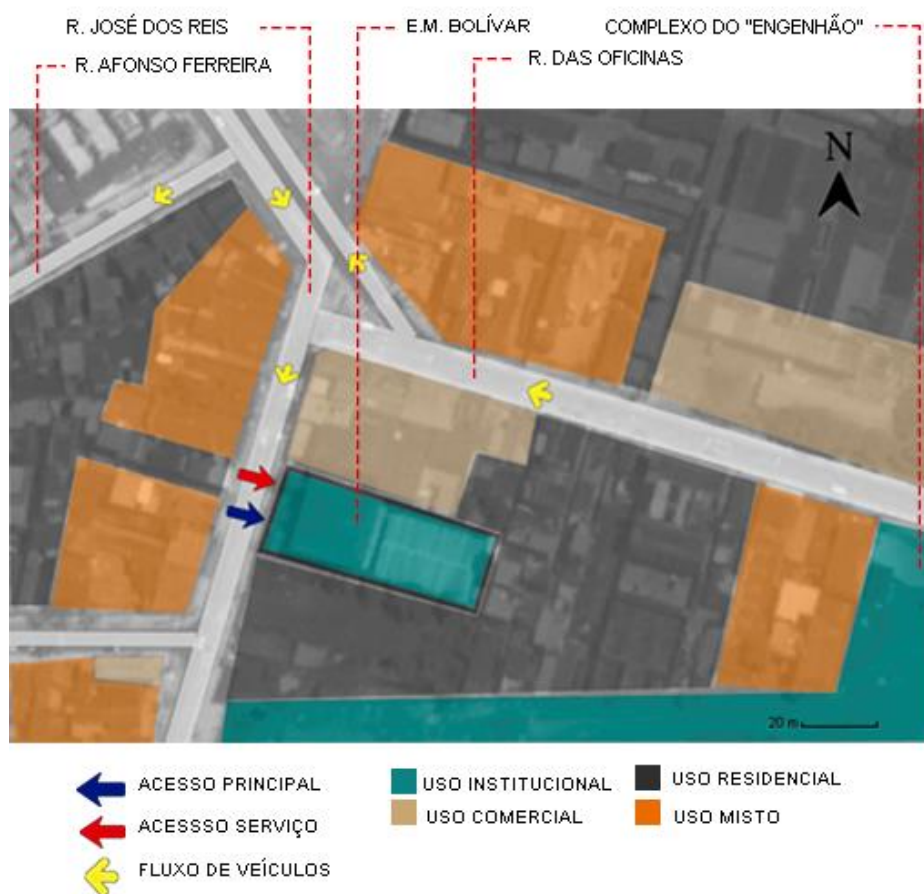 R. JOSÉ DOS REIS
E.M. BOLÍVAR
COMPLEXO DO "ENGENHÃO"
R. AFONSO FERREIRA
R. DAS OFICINAS
N
20 m
ACESSO PRINCIPAL
USO INSTITUCIONAL
USO RESIDENCIAL
ACESSSO SERVIÇO
USO COMERCIAL
USO MISTO
FLUXO DE VEÍCULOS